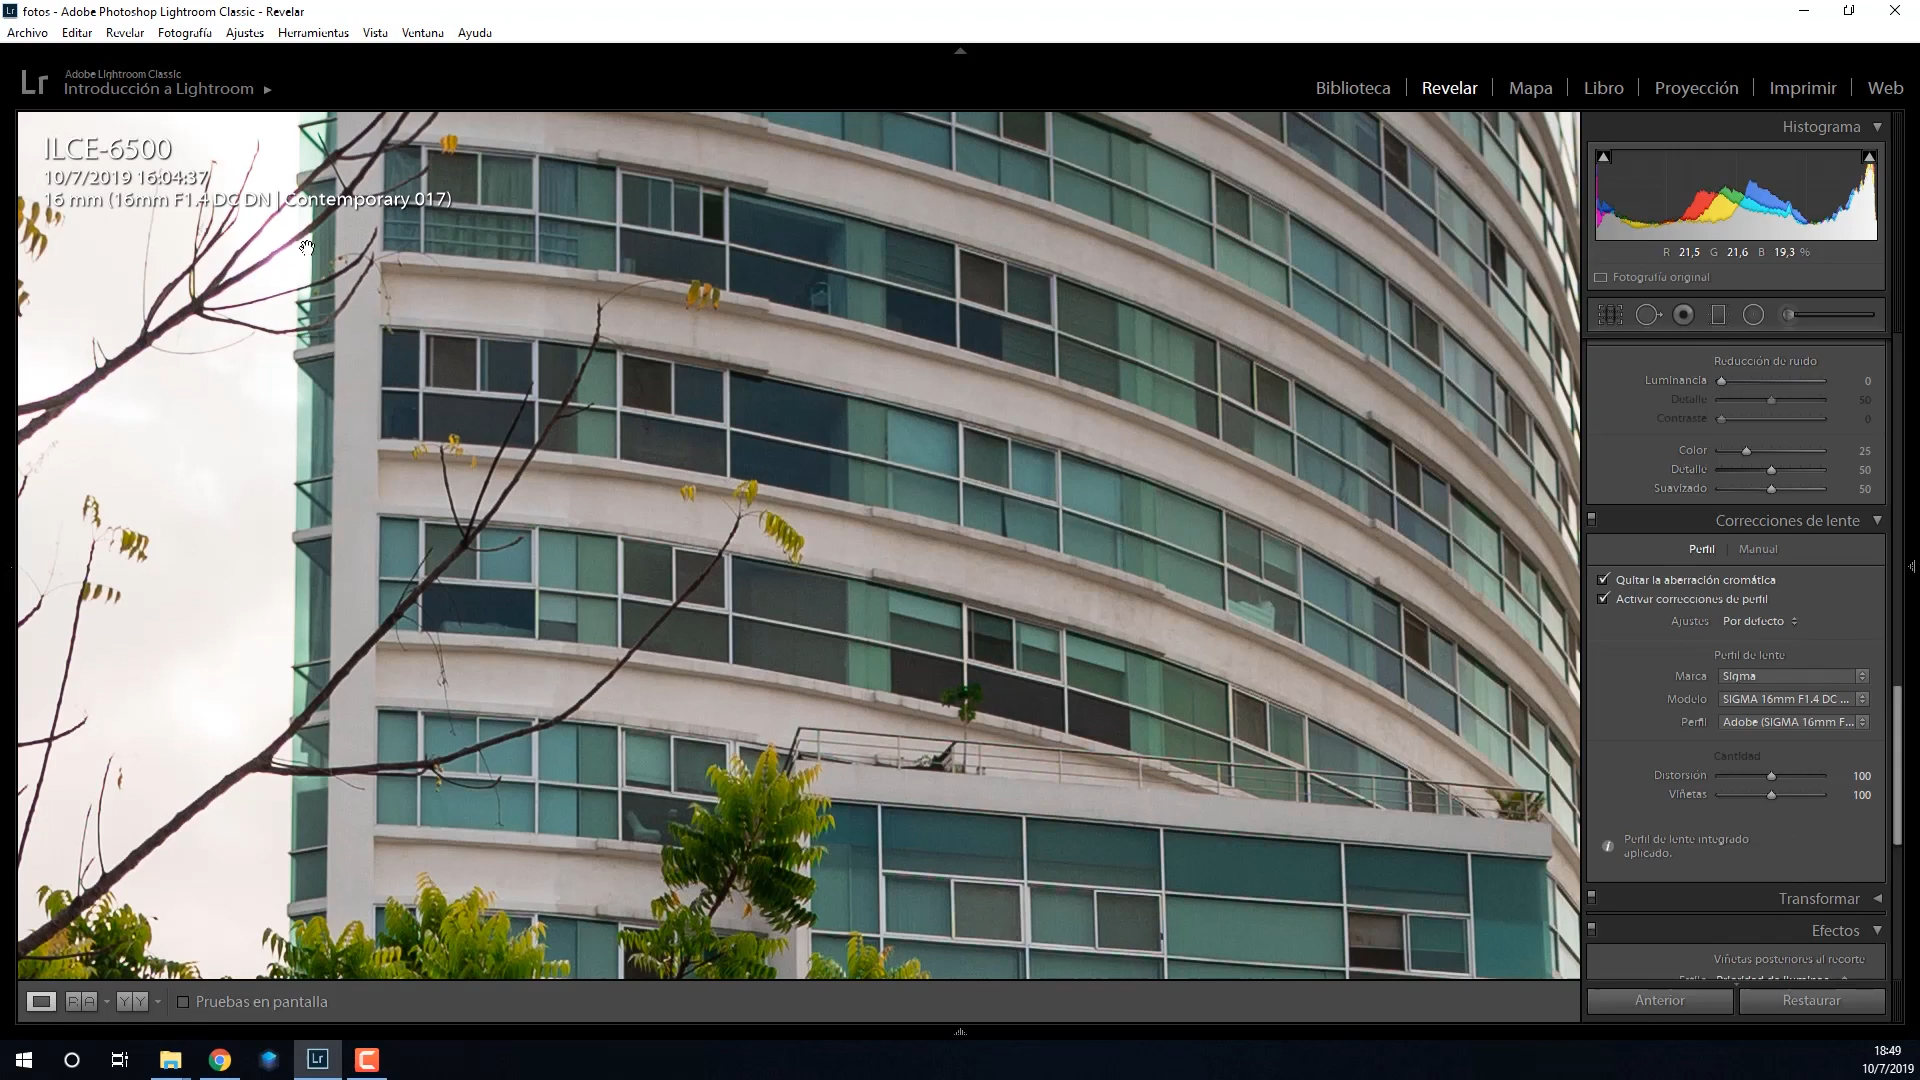 Lr fotos - Adobe Photoshop Lightroom Classic - Revelar
Archivo Editar Revelar Fotografía Ajustes Herramientas Vista Ventana Ayuda
Lr
Adobe Lightroom Classic
Introducción a Lightroom
Biblioteca | Revelar | Mapa | Libro | Proyección | Imprimir | Web
ILCE-6500
10/7/2019 16:04:37
16 mm (16mm F1.4 DC DN | Contemporary 017)
Histograma
R 21,5 G 21,6 B 19,3 %
Fotografía original
Reducción de ruido
Luminancia 0
Detalle 50
Contraste 0
Color 25
Detalle 50
Suavizado 50
Correcciones de lente
Perfil | Manual
Quitar la aberración cromática
Activar correcciones de perfil
Ajustes Por defecto
Perfil de lente
Marca Sigma
Modelo SIGMA 16mm F1.4 DC ...
Perfil Adobe (SIGMA 16mm F...
Cantidad
Distorsión 100
Viñetas 100
Perfil de lente integrado
aplicado.
Transformar
Efectos
Viñetas posteriores al recorte
Anterior Restaurar
R A Y Y Pruebas en pantalla
Lr
18:49
10/7/2019